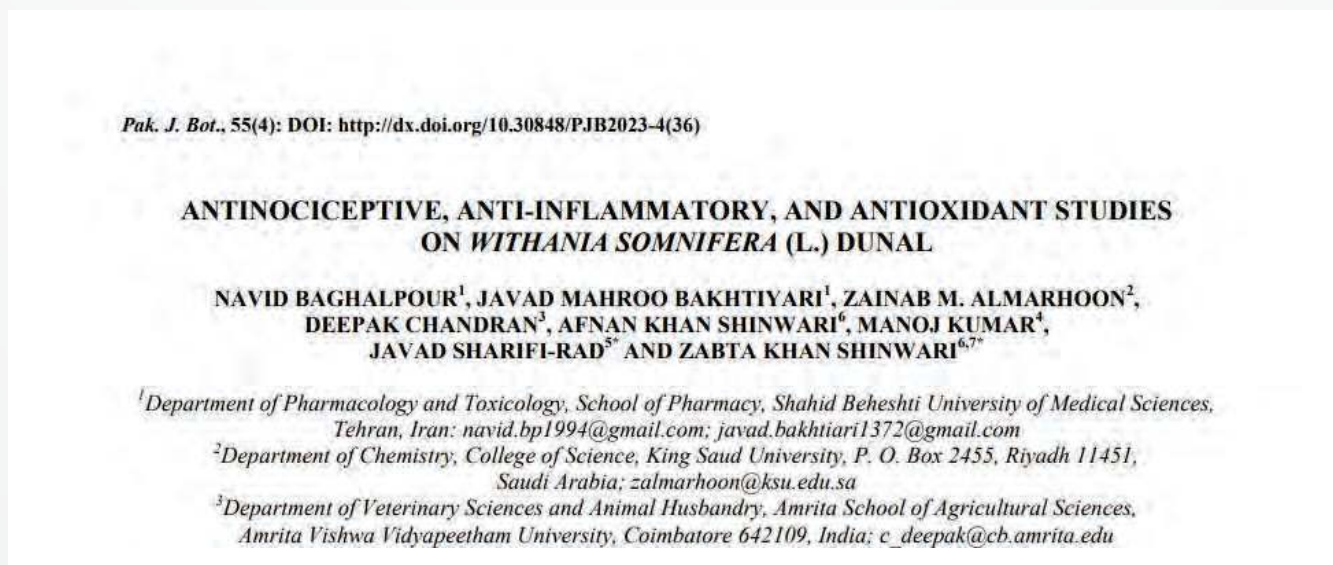 Pak. J. Bot., 55(4): DOI: http://dx.doi.org/10.30848/PJB2023-4(36)
ANTINOCICEPTIVE, ANTI-INFLAMMATORY, AND ANTIOXIDANT STUDIES
ON WITHANIA SOMNIFERA (L.) DUNAL
NAVID BAGHALPOUR¹, JAVAD MAHROO BAKHTIYARI¹, ZAINAB M. ALMARHOON²,
DEEPAK CHANDRAN³, AFNAN KHAN SHINWARI⁶, MANOJ KUMAR⁴,
JAVAD SHARIFI-RAD⁵* AND ZABTA KHAN SHINWARI⁶,⁷*
¹Department of Pharmacology and Toxicology, School of Pharmacy, Shahid Beheshti University of Medical Sciences,
Tehran, Iran: navid.bp1994@gmail.com; javad.bakhtiari1372@gmail.com
²Department of Chemistry, College of Science, King Saud University, P. O. Box 2455, Riyadh 11451,
Saudi Arabia; zalmarhoon@ksu.edu.sa
³Department of Veterinary Sciences and Animal Husbandry, Amrita School of Agricultural Sciences,
Amrita Vishwa Vidyapeetham University, Coimbatore 642109, India; c_deepak@cb.amrita.edu